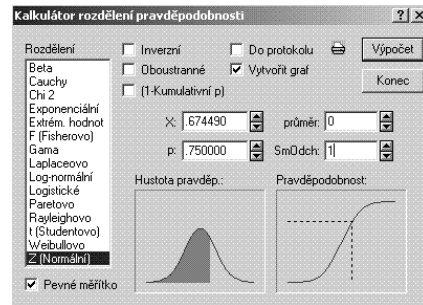 Kalkulátor rozdělení pravděpodobnosti
Rozdělení
Beta
Cauchy
Chi 2
Exponenciální
Extrém. hodnot
F (Fisherovo)
Gama
Laplaceovo
Log-normální
Logistické
Paretovo
Rayleighovo
t (Studentovo)
Weibullovo
Z (Normální)
Pevné měřítko
Inverzní
Do protokolu
Oboustranné
Vytvořit graf
(1-Kumulativní p)
Výpočet
Konec
X: .674490
průměr: 0
p: .750000
SmOdch: 1
Hustota pravděp.:
Pravděpodobnost: